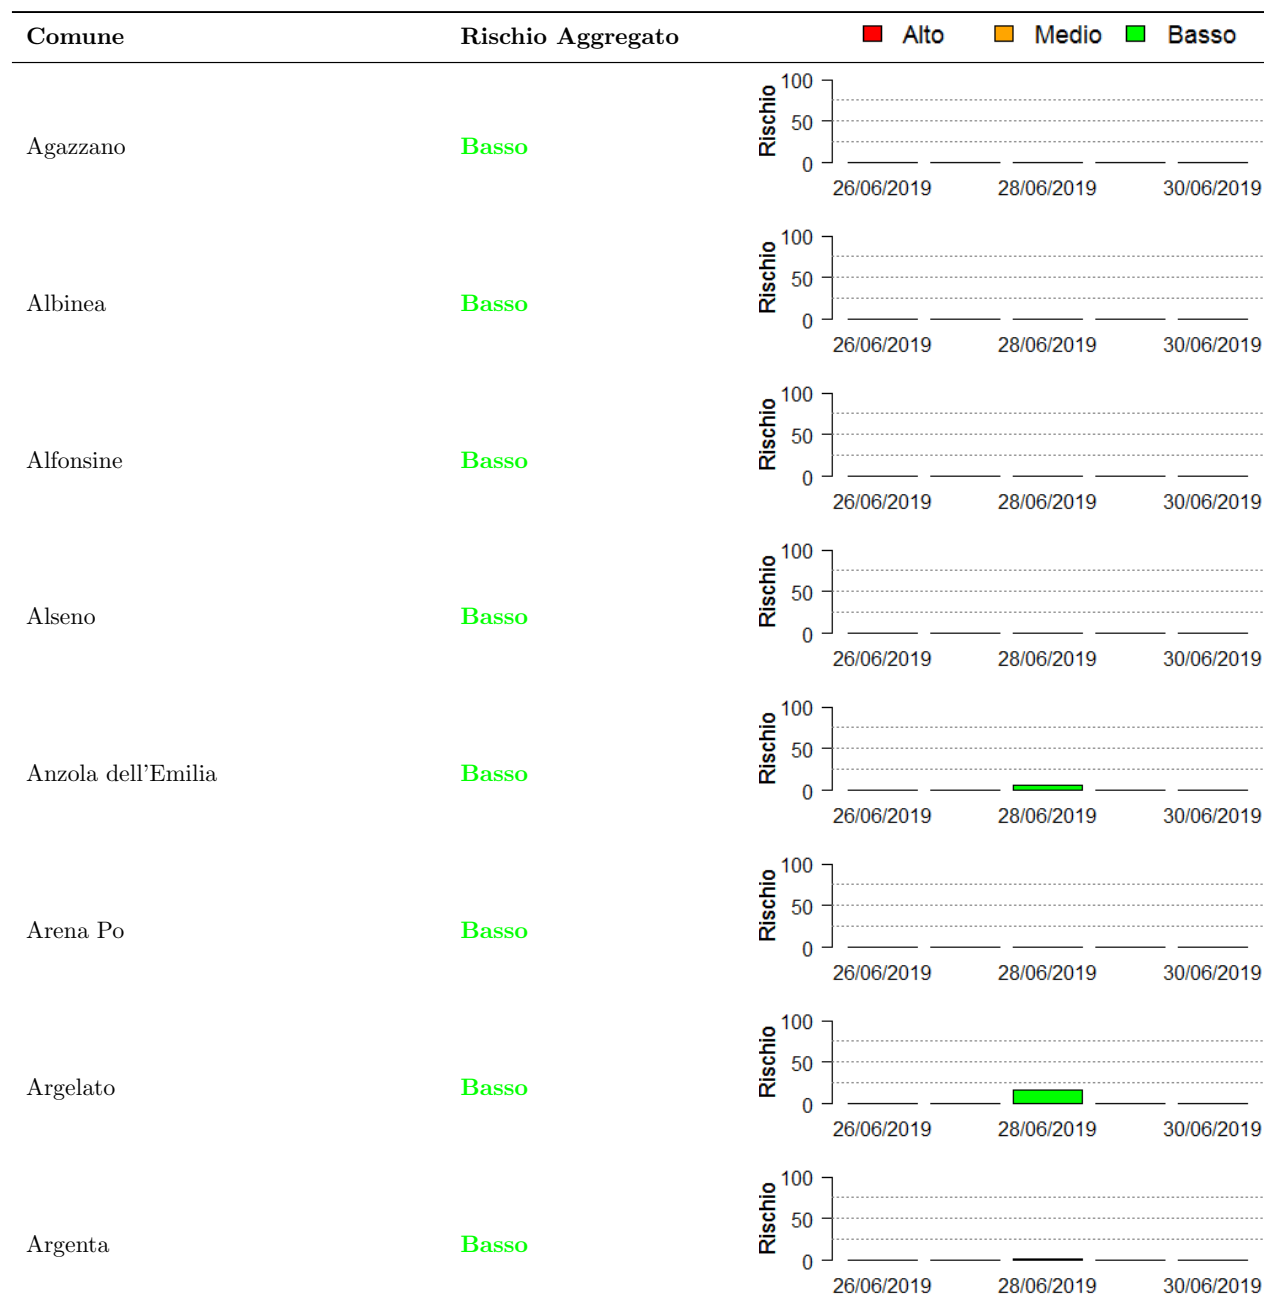 Comune Rischio Aggregato Alto Medio Basso
Agazzano Basso Rischio 100 50 0
26/06/2019 28/06/2019 30/06/2019
Albinea Basso Rischio 100 50 0
26/06/2019 28/06/2019 30/06/2019
Alfonsine Basso Rischio 100 50 0
26/06/2019 28/06/2019 30/06/2019
Alseno Basso Rischio 100 50 0
26/06/2019 28/06/2019 30/06/2019
Anzola dell'Emilia Basso Rischio 100 50 0
26/06/2019 28/06/2019 30/06/2019
Arena Po Basso Rischio 100 50 0
26/06/2019 28/06/2019 30/06/2019
Argelato Basso Rischio 100 50 0
26/06/2019 28/06/2019 30/06/2019
Argenta Basso Rischio 100 50 0
26/06/2019 28/06/2019 30/06/2019